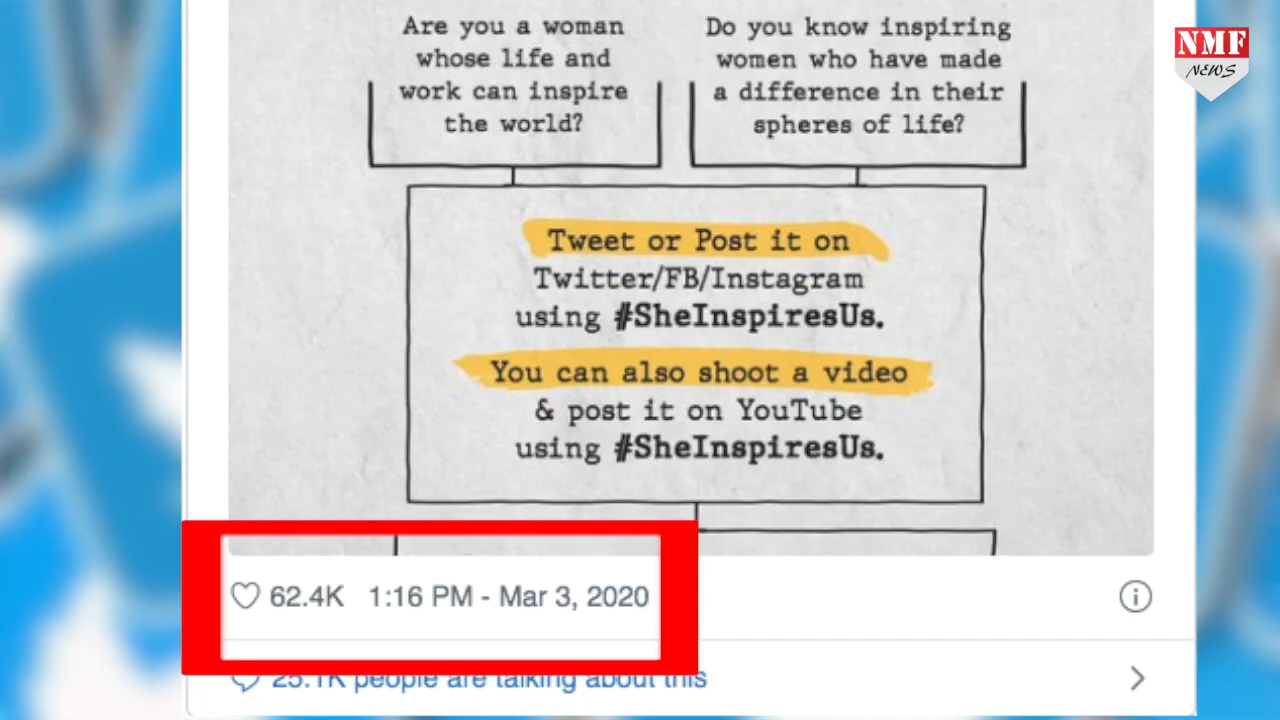 Are you a woman
whose life and
work can inspire
the world?
Do you know inspiring
women who have made
a difference in their
spheres of life?
NMF
NEWS
Tweet or Post it on
Twitter/FB/Instagram
using #SheInspiresUs.
You can also shoot a video
& post it on YouTube
using #SheInspiresUs.
62.4K 1:16 PM - Mar 3, 2020
25.1K people are talking about this